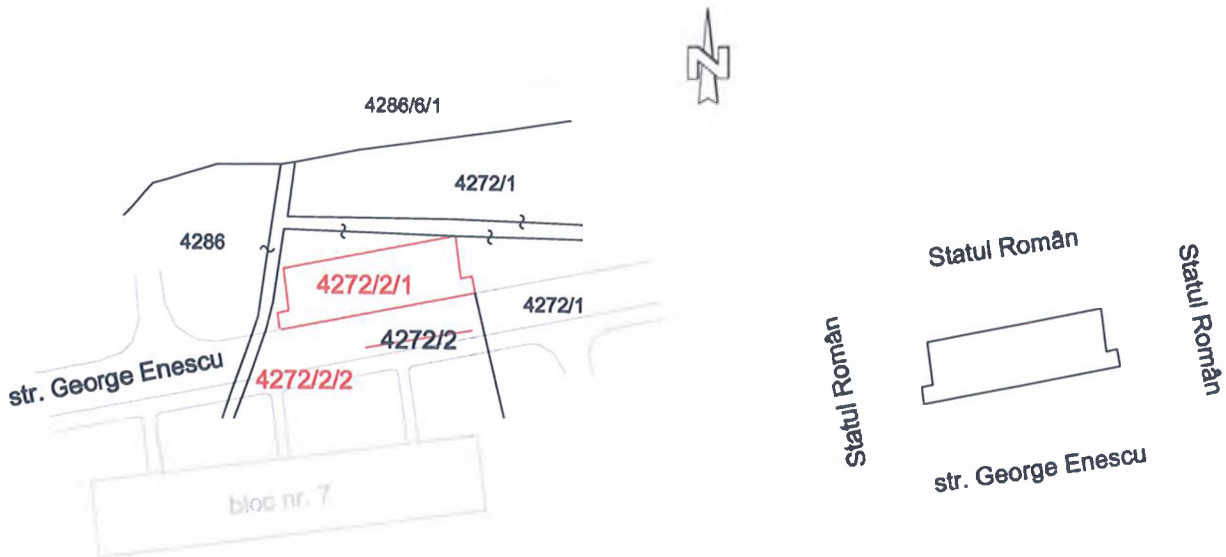 N
4286/6/1
4272/1
4286
4272/2/1
4272/1
4272/2
str. George Enescu
4272/2/2
bloc nr. 7
Statul Român
Statul Român
Statul Român
str. George Enescu